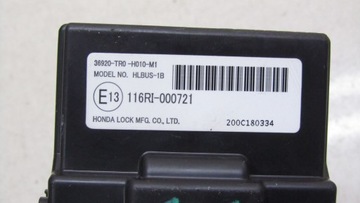 36920-TR0 -H010-M1
MODEL NO. HLBUS-1B
E13 116RI-000721
HONDA LOCK MFG. CO., LTD.
200C180334